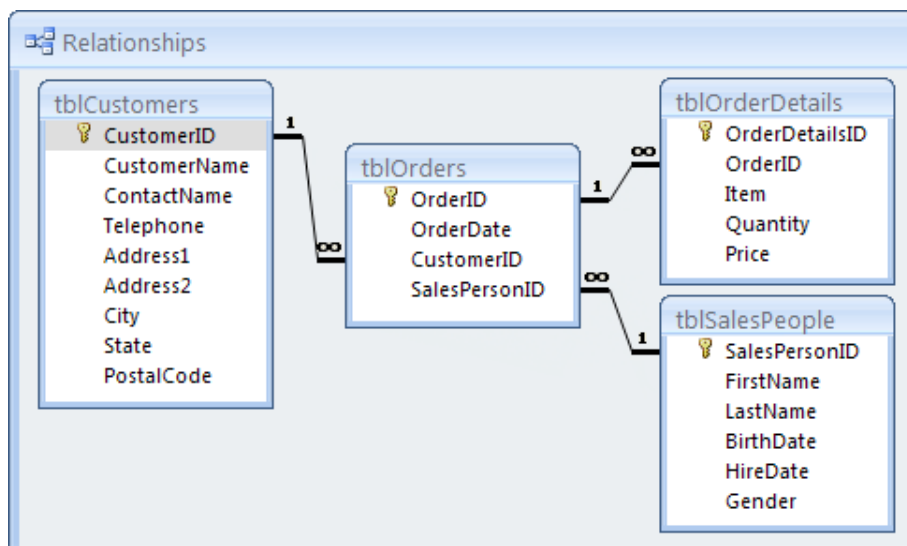 Relationships
tblCustomers
CustomerID
CustomerName
ContactName
Telephone
Address1
Address2
City
State
PostalCode
1
∞
tblOrders
OrderID
OrderDate
CustomerID
SalesPersonID
1
∞
∞
1
tblOrderDetails
OrderDetailsID
OrderID
Item
Quantity
Price
tblSalesPeople
SalesPersonID
FirstName
LastName
BirthDate
HireDate
Gender